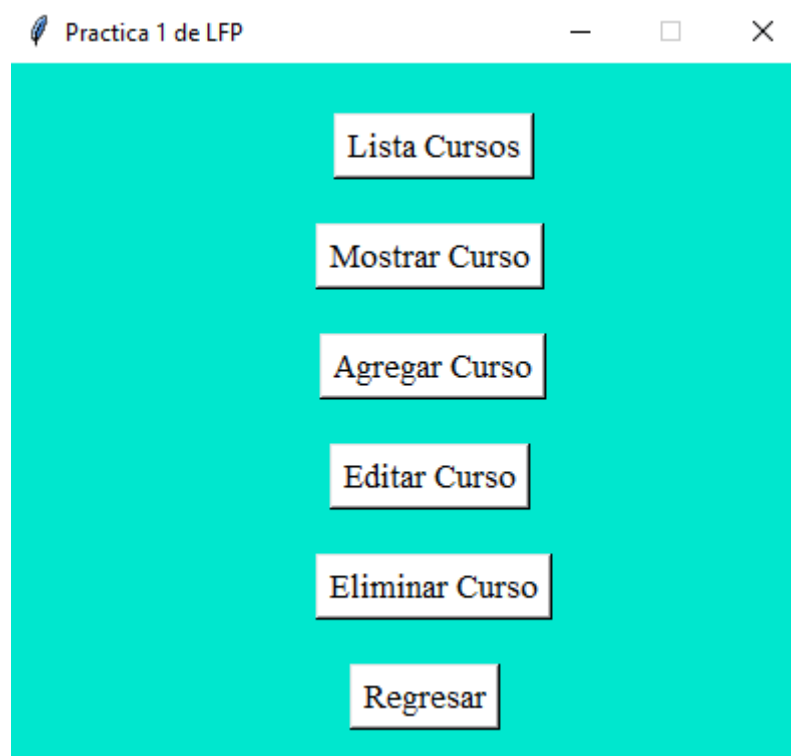 Practica 1 de LFP
Lista Cursos
Mostrar Curso
Agregar Curso
Editar Curso
Eliminar Curso
Regresar